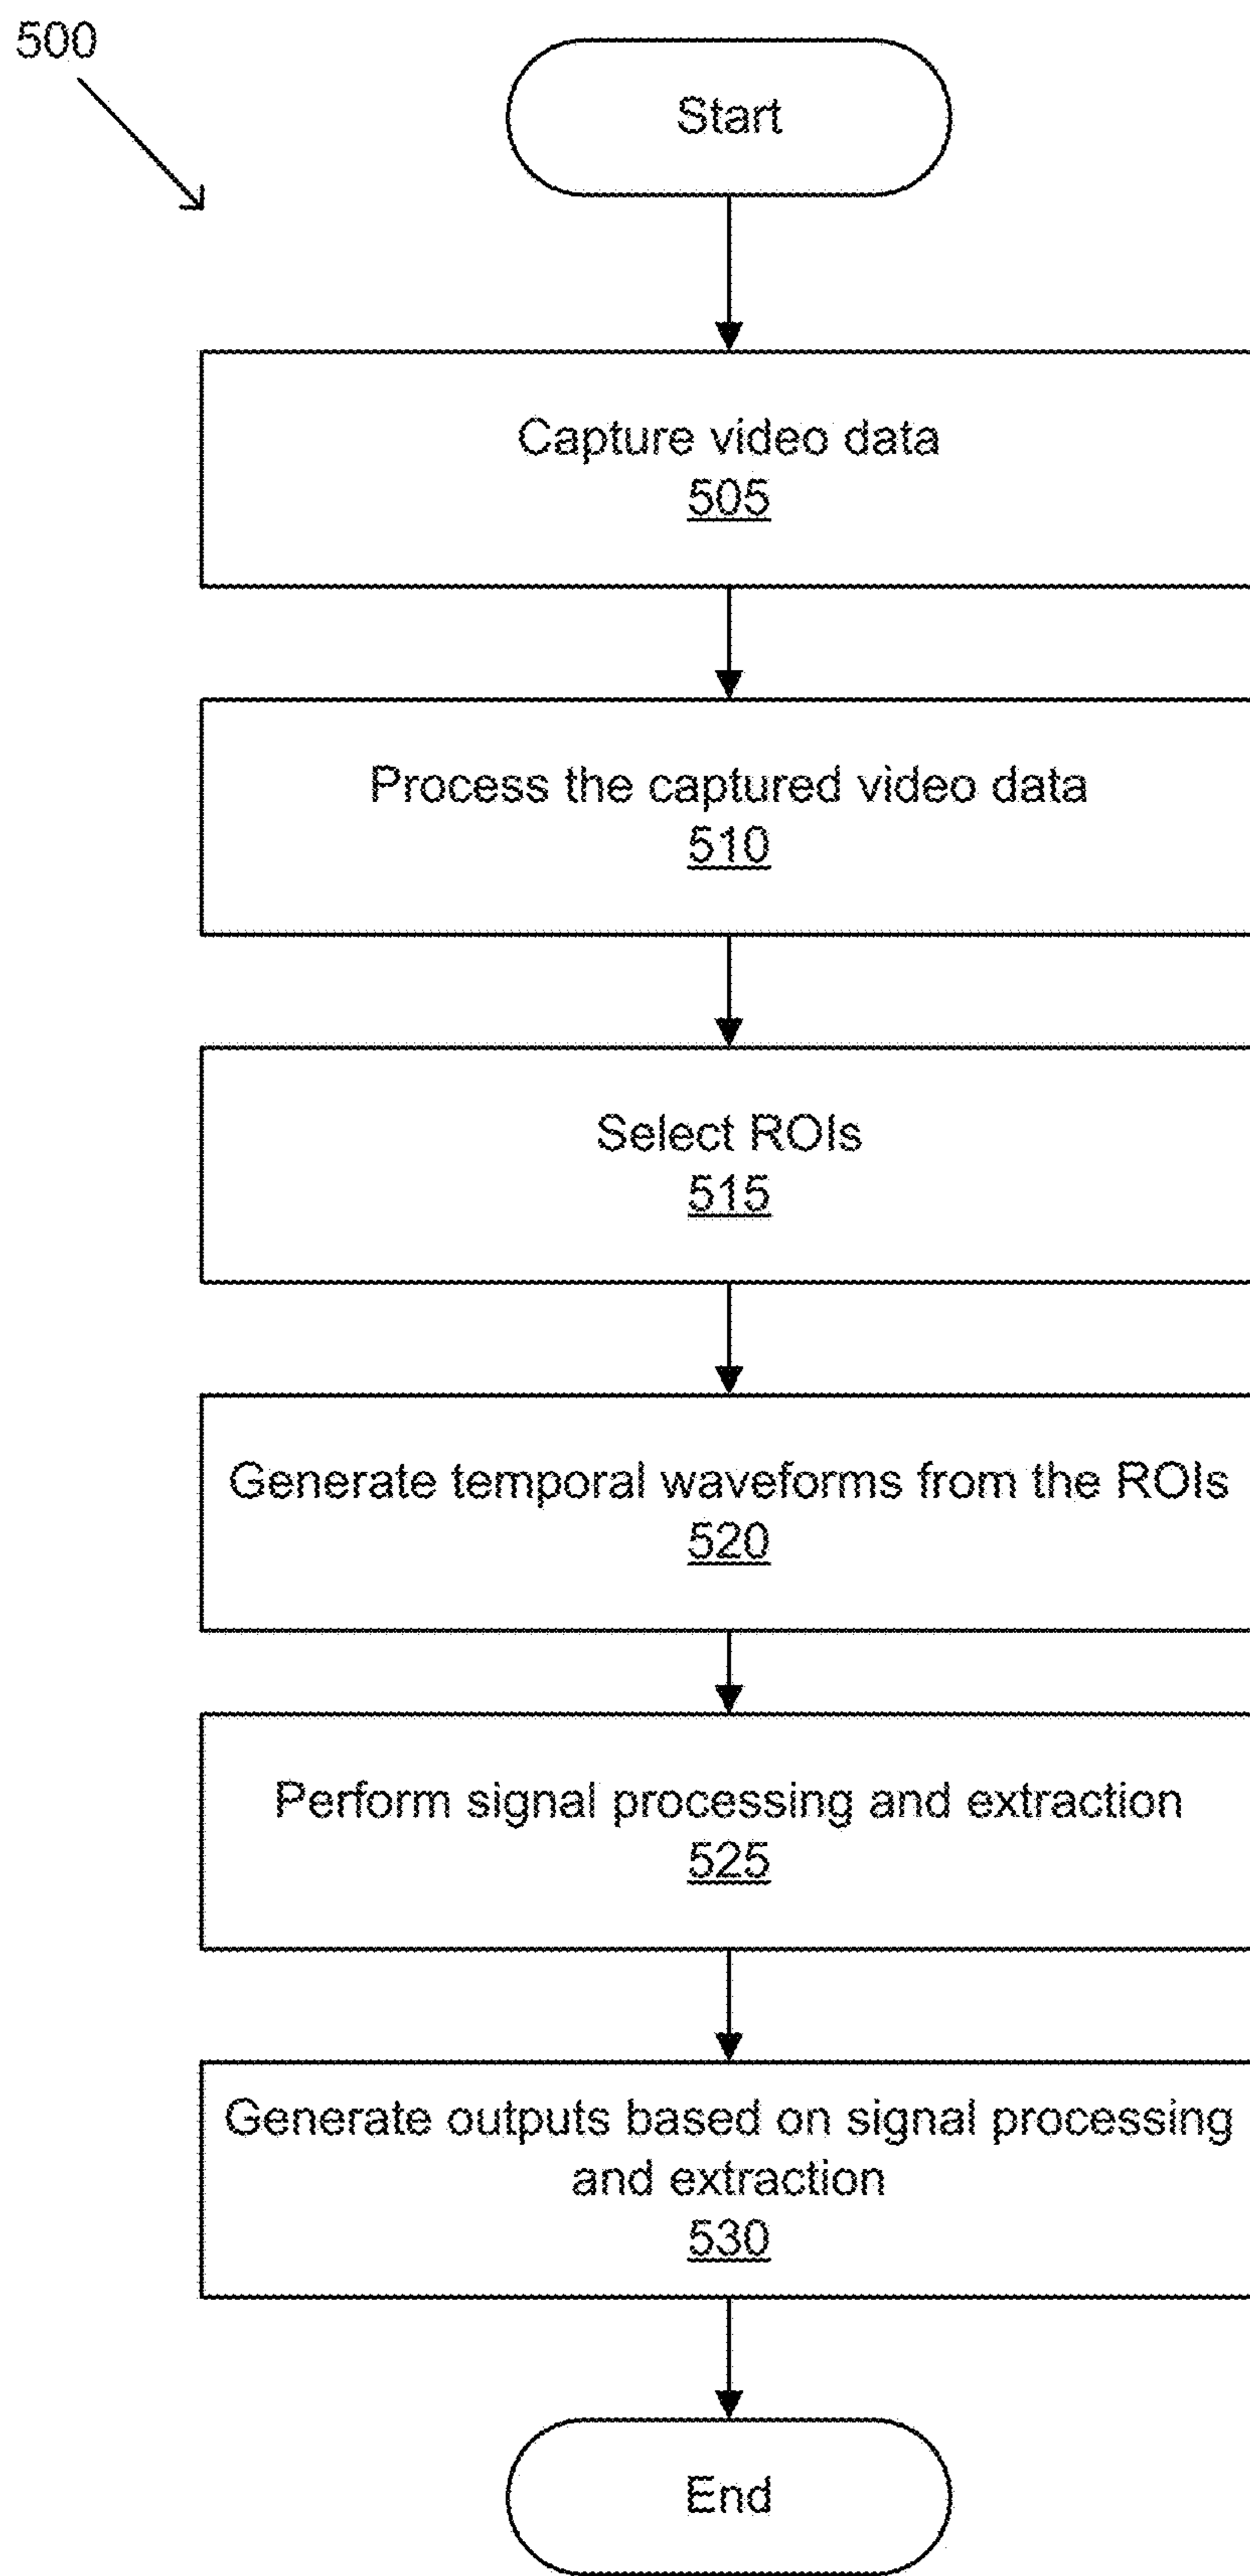 500
Start
Capture video data
505
Process the captured video data
510
Select ROIs
515
Generate temporal waveforms from the ROIs
520
Perform signal processing and extraction
525
Generate outputs based on signal processing
and extraction
530
End